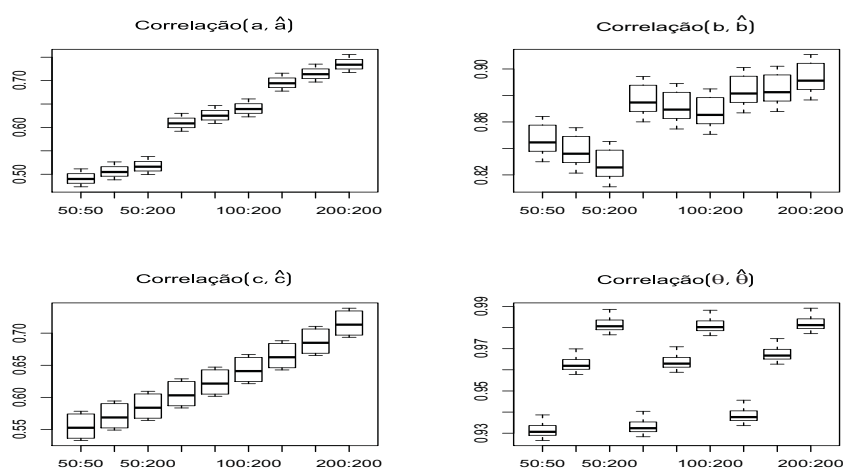 Correlação(a, â)
0.50 0.60 0.70
50:50 50:200 100:200 200:200
Correlação(b, b̂)
0.82 0.86 0.90
50:50 50:200 100:200 200:200
Correlação(c, ĉ)
0.55 0.60 0.65 0.70
50:50 50:200 100:200 200:200
Correlação(θ, θ̂)
0.93 0.95 0.97 0.99
50:50 50:200 100:200 200:200